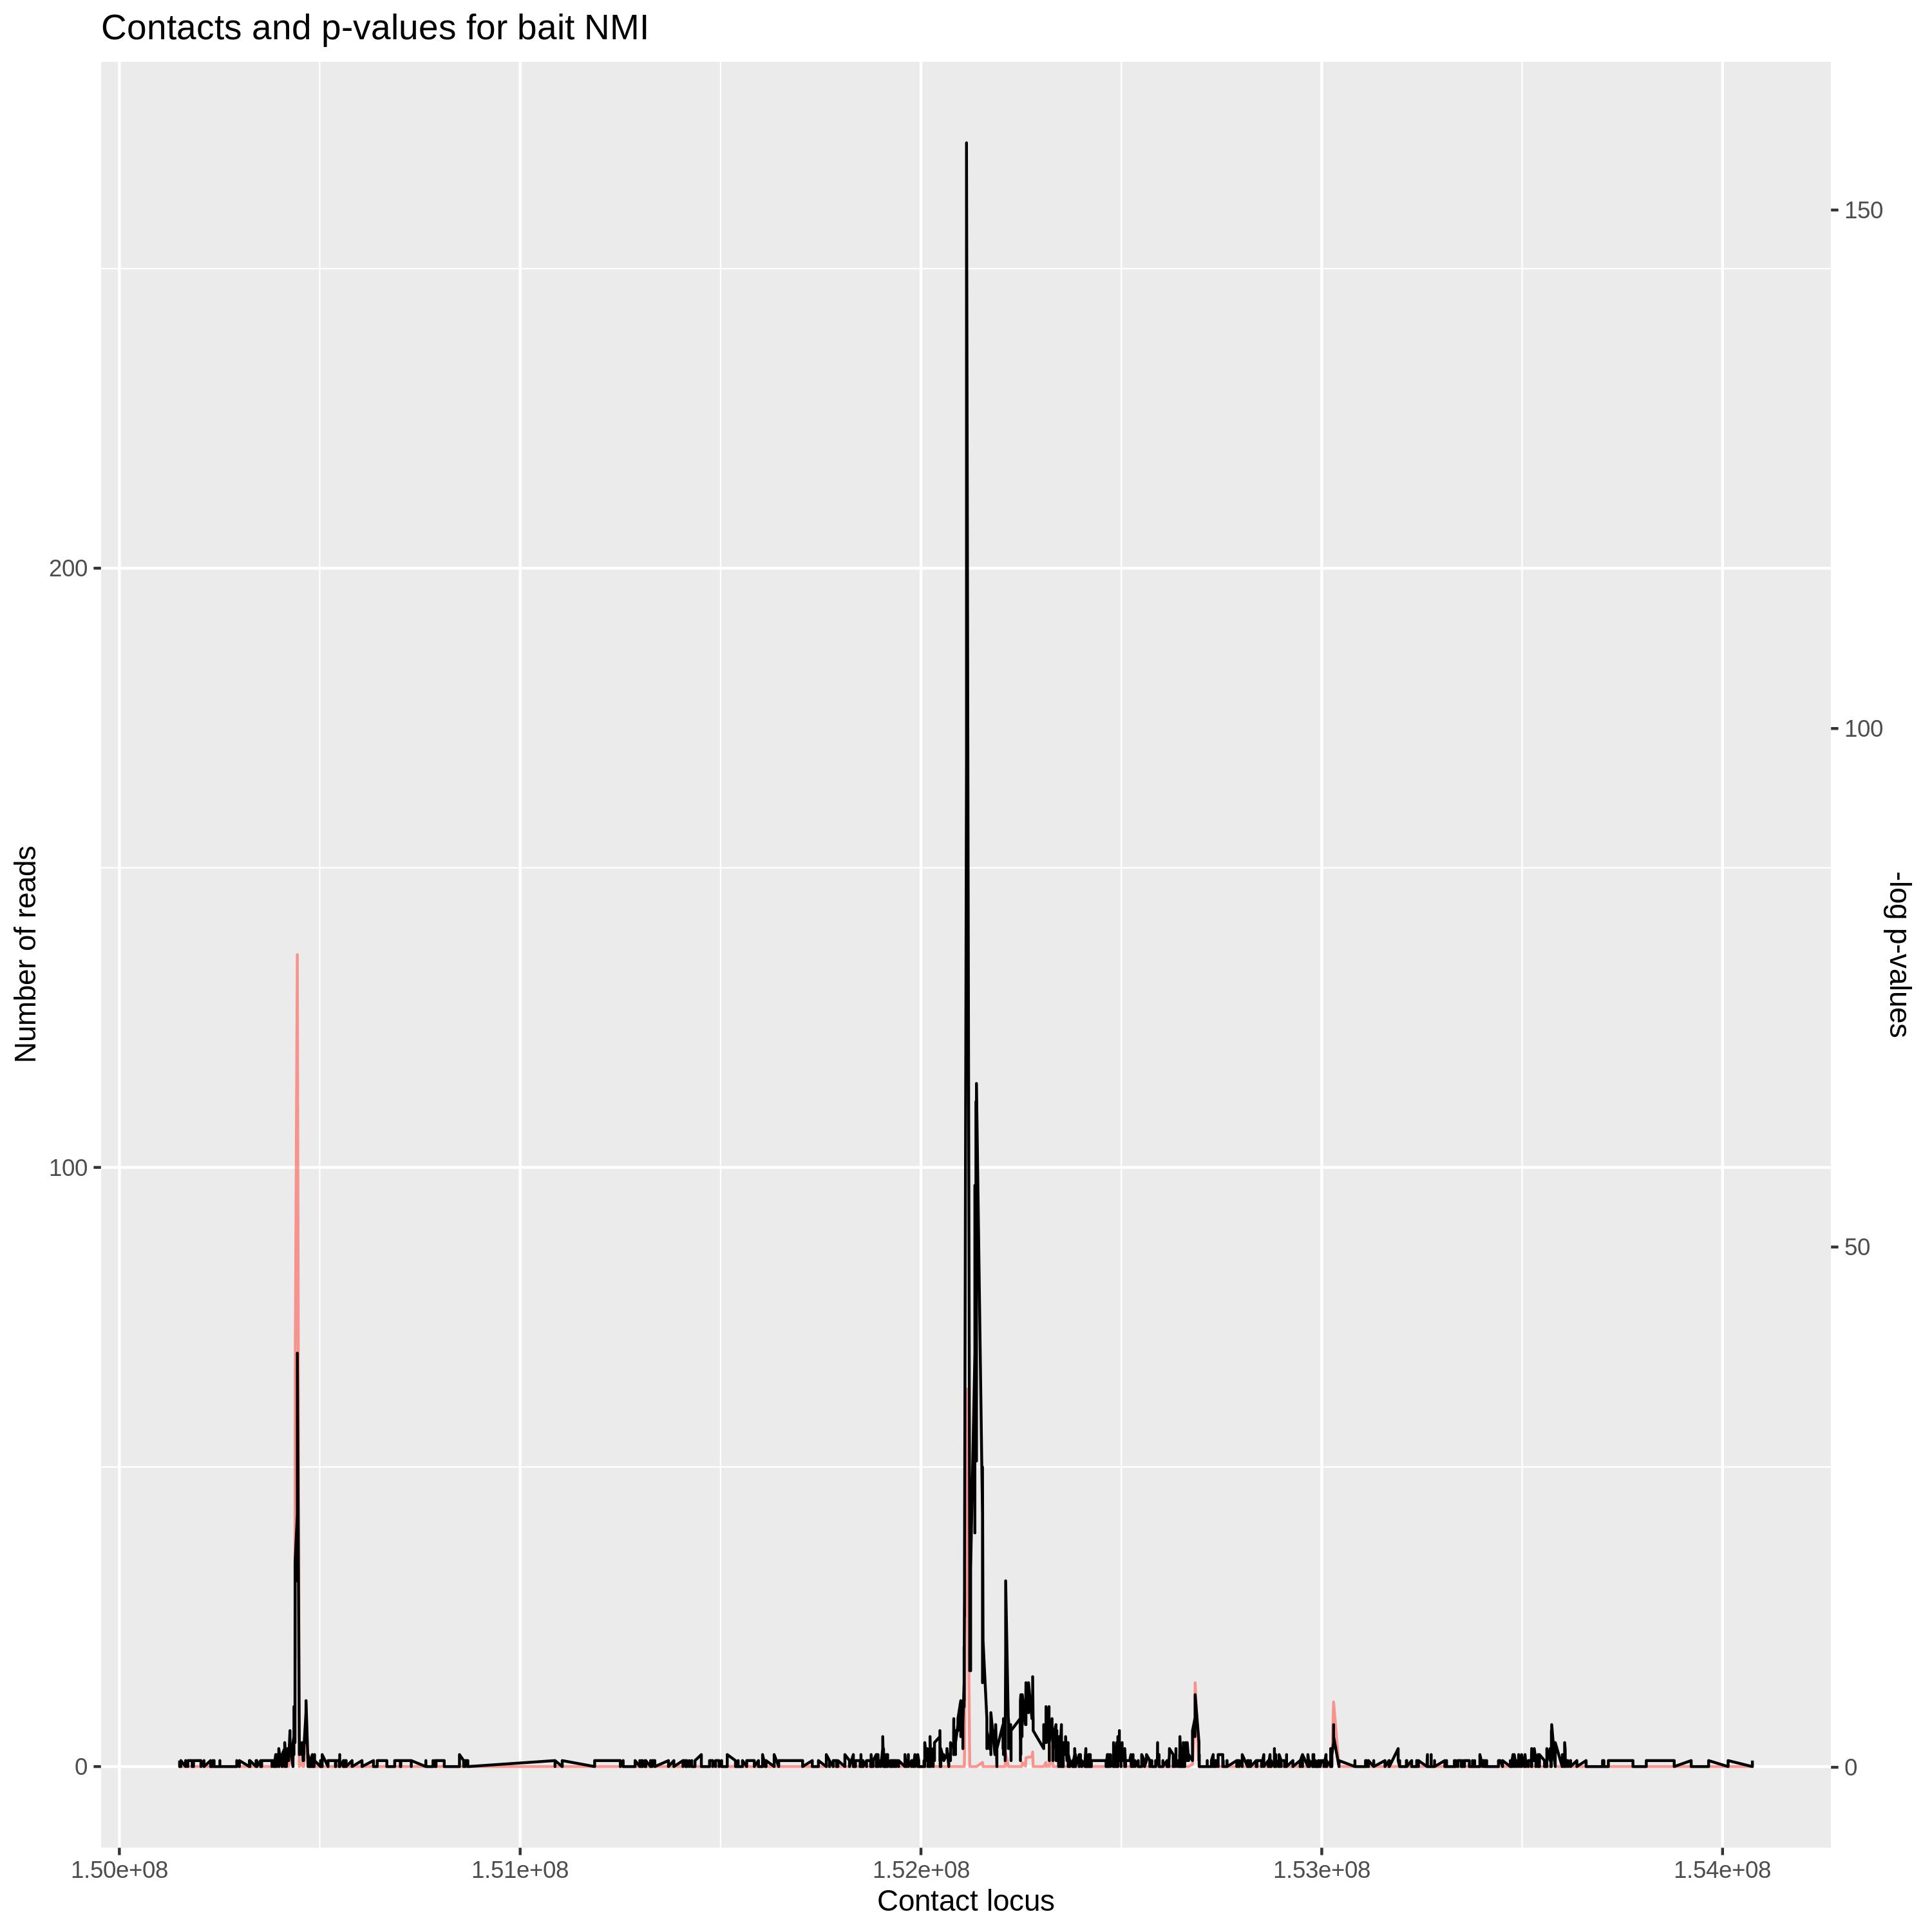 Contacts and p-values for bait NMI
Number of reads
200
100
0
150
100
50
0
-log p-values
1.50e+08
1.51e+08
1.52e+08
1.53e+08
1.54e+08
Contact locus